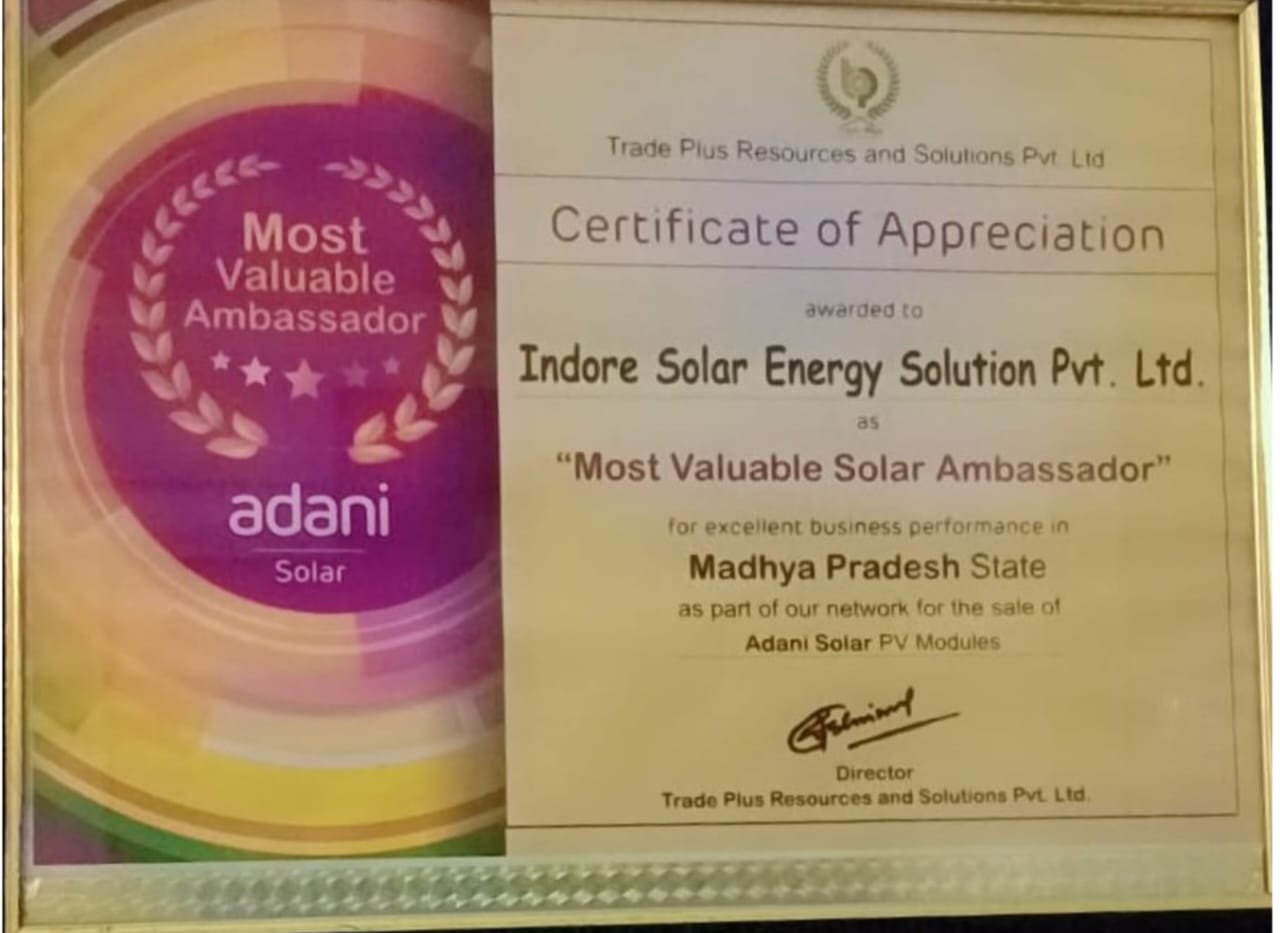 Most
Valuable
Ambassador
adani
Solar
Trade Plus Resources and Solutions Pvt. Ltd
Certificate of Appreciation
awarded to
Indore Solar Energy Solution Pvt. Ltd.
as
“Most Valuable Solar Ambassador”
for excellent business performance in
Madhya Pradesh State
as part of our network for the sale of
Adani Solar PV Modules
Director
Trade Plus Resources and Solutions Pvt. Ltd.